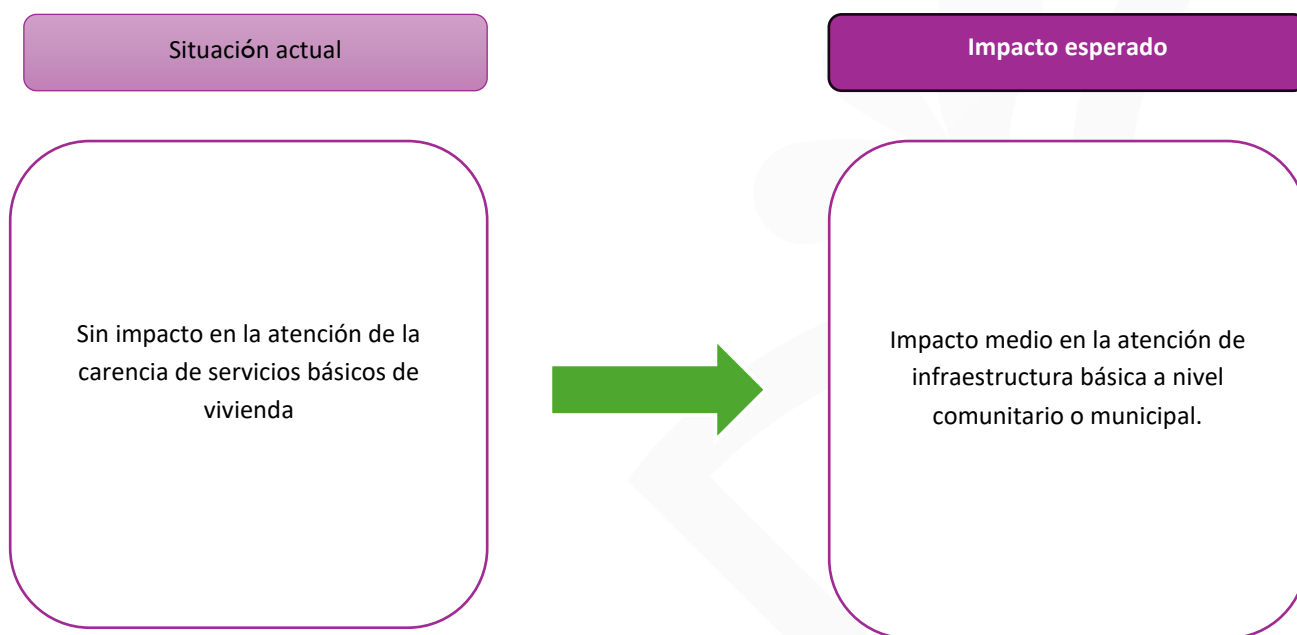 Situación actual
Impacto esperado
Sin impacto en la atención de la
carencia de servicios básicos de
vivienda
Impacto medio en la atención de
infraestructura básica a nivel
comunitario o municipal.